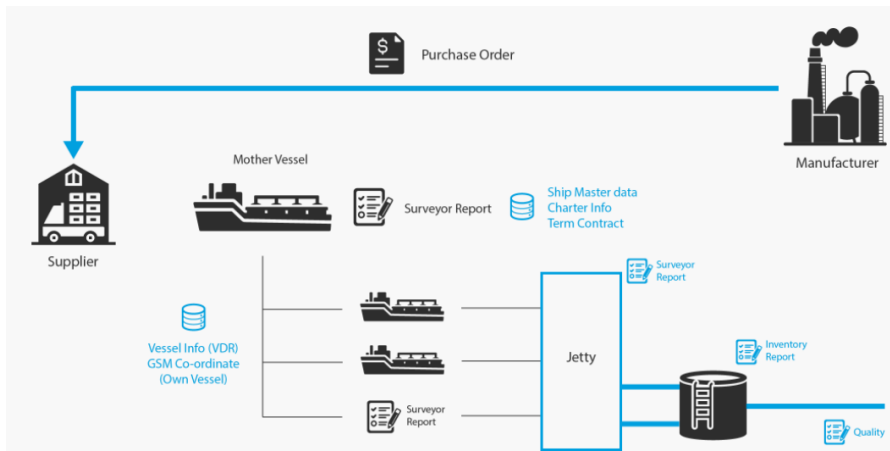 $
Purchase Order
Manufacturer
Mother Vessel
Surveyor Report
Ship Master data
Charter Info
Term Contract
Supplier
Surveyor
Report
Vessel Info (VDR)
GSM Co-ordinate
(Own Vessel)
Jetty
Inventory
Report
Surveyor
Report
Quality